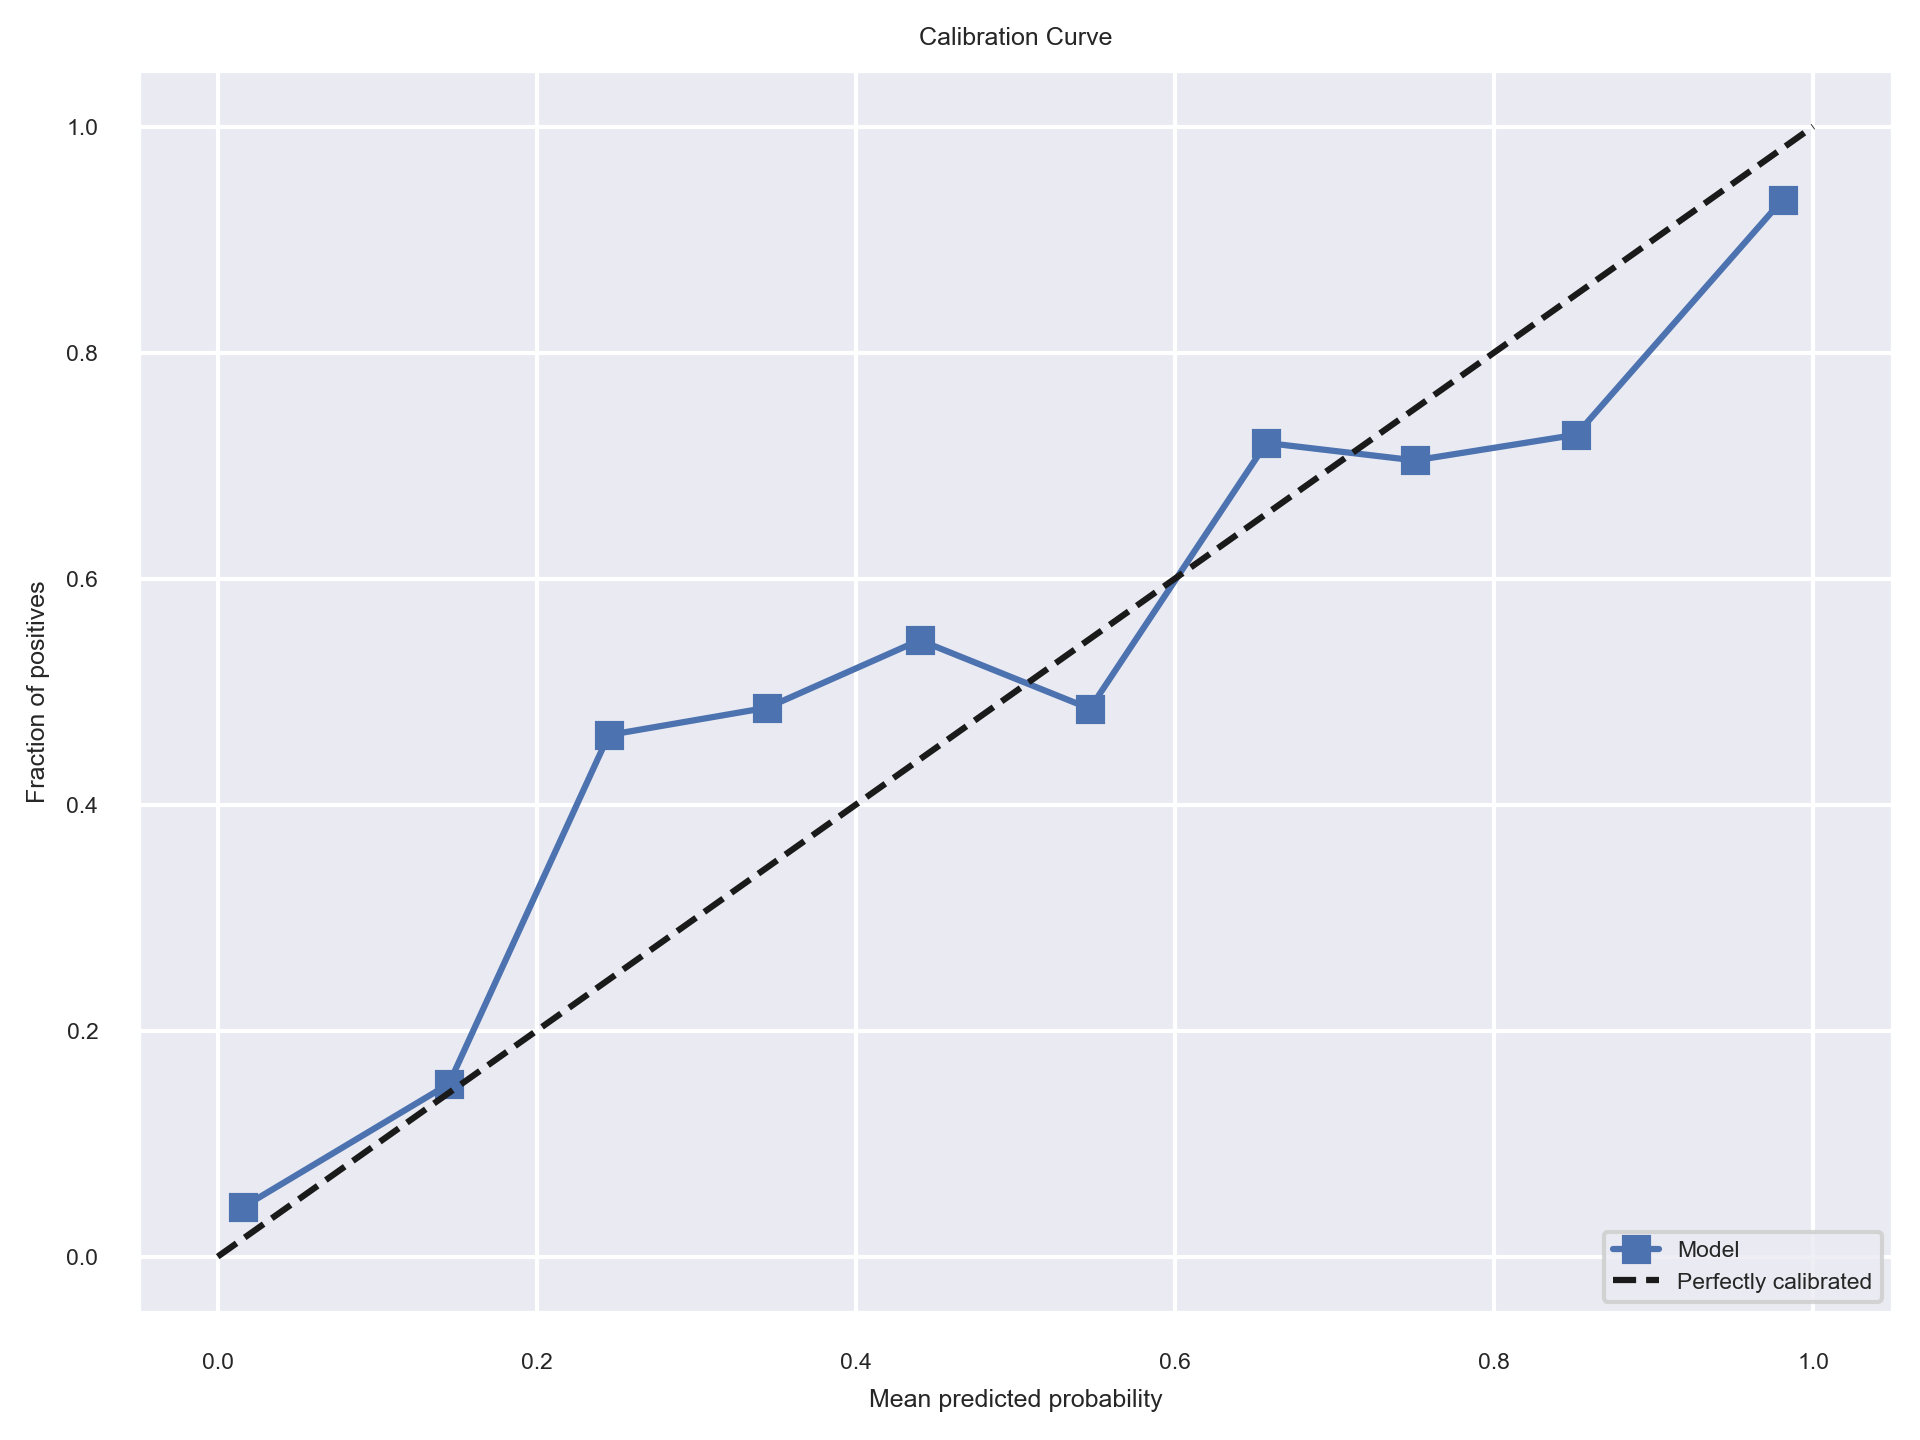 Calibration Curve
1.0
0.8
0.6
0.4
0.2
0.0
Fraction of positives
0.0 0.2 0.4 0.6 0.8 1.0
Mean predicted probability
Model
Perfectly calibrated